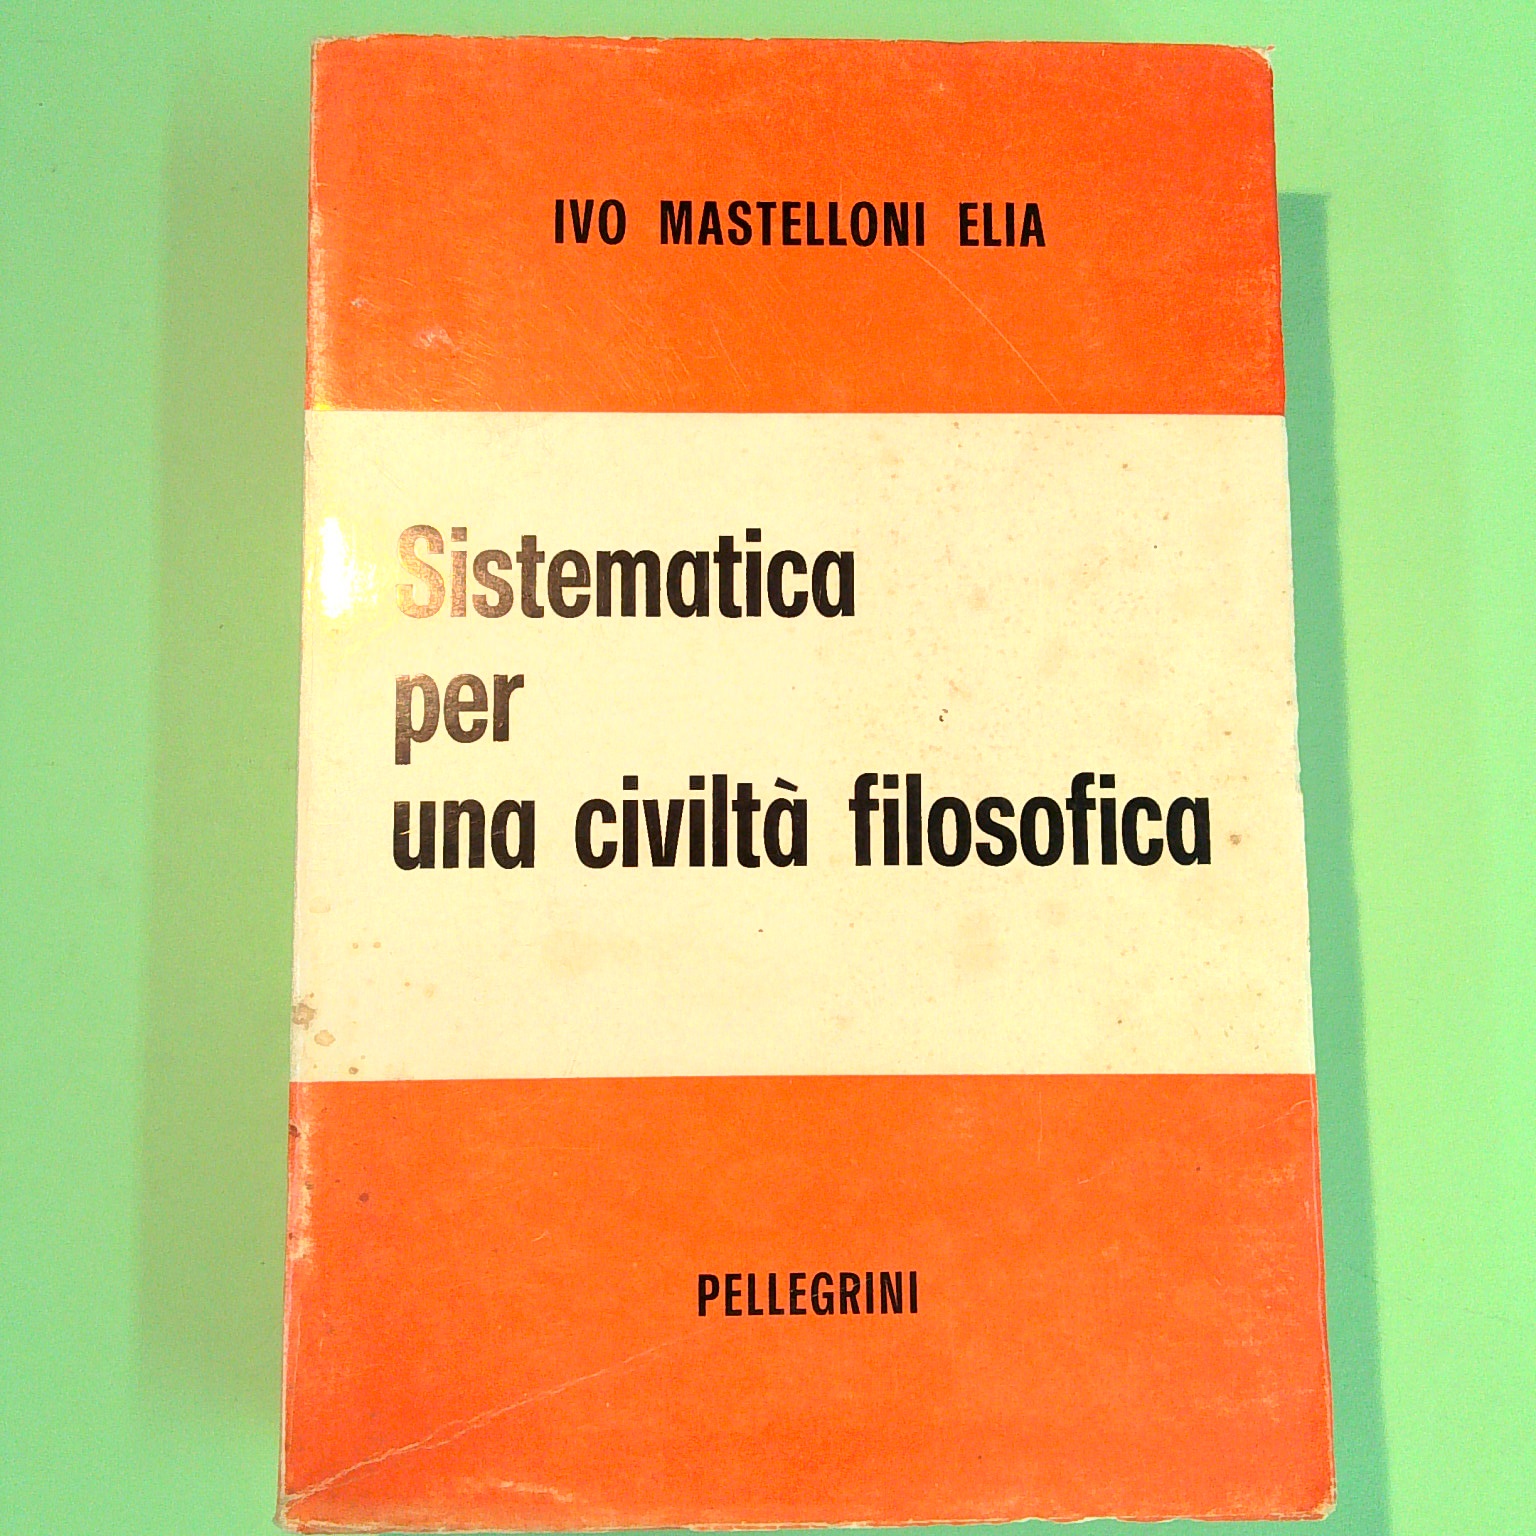 IVO MASTELLONI ELIA
Sistematica
per
una civiltà filosofica
PELLEGRINI